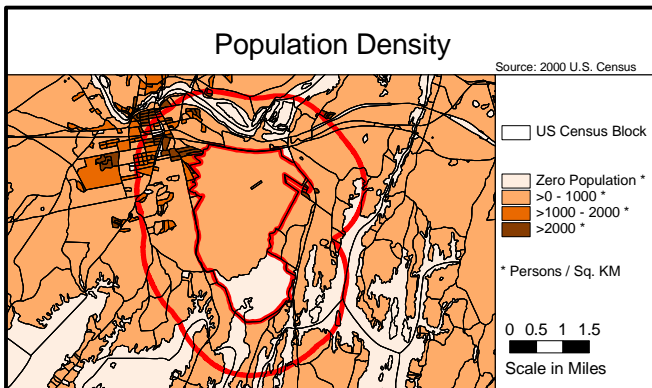 Population Density
Source: 2000 U.S. Census
US Census Block
Zero Population *
>0 - 1000 *
>1000 - 2000 *
>2000 *
* Persons / Sq. KM
0 0.5 1 1.5
Scale in Miles